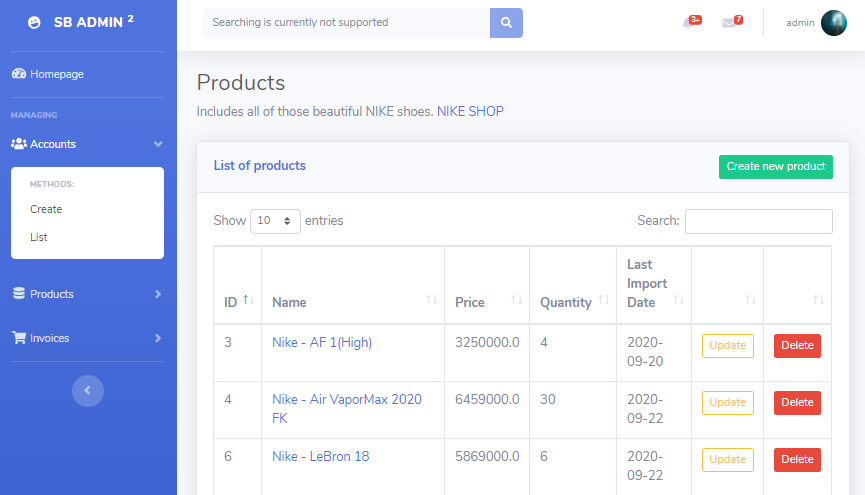 SB ADMIN 2
Searching is currently not supported
3+
7
admin
Homepage
MANAGING
Accounts
METHODS:
Create
List
Products
Invoices
Products
Includes all of those beautiful NIKE shoes. NIKE SHOP
List of products
Create new product
Show 10 entries
Search:
ID Name Price Quantity Last Import Date
3 Nike - AF 1(High) 3250000.0 4 2020-09-20 Update Delete
4 Nike - Air VaporMax 2020 FK 6459000.0 30 2020-09-22 Update Delete
6 Nike - LeBron 18 5869000.0 6 2020-09-22 Update Delete